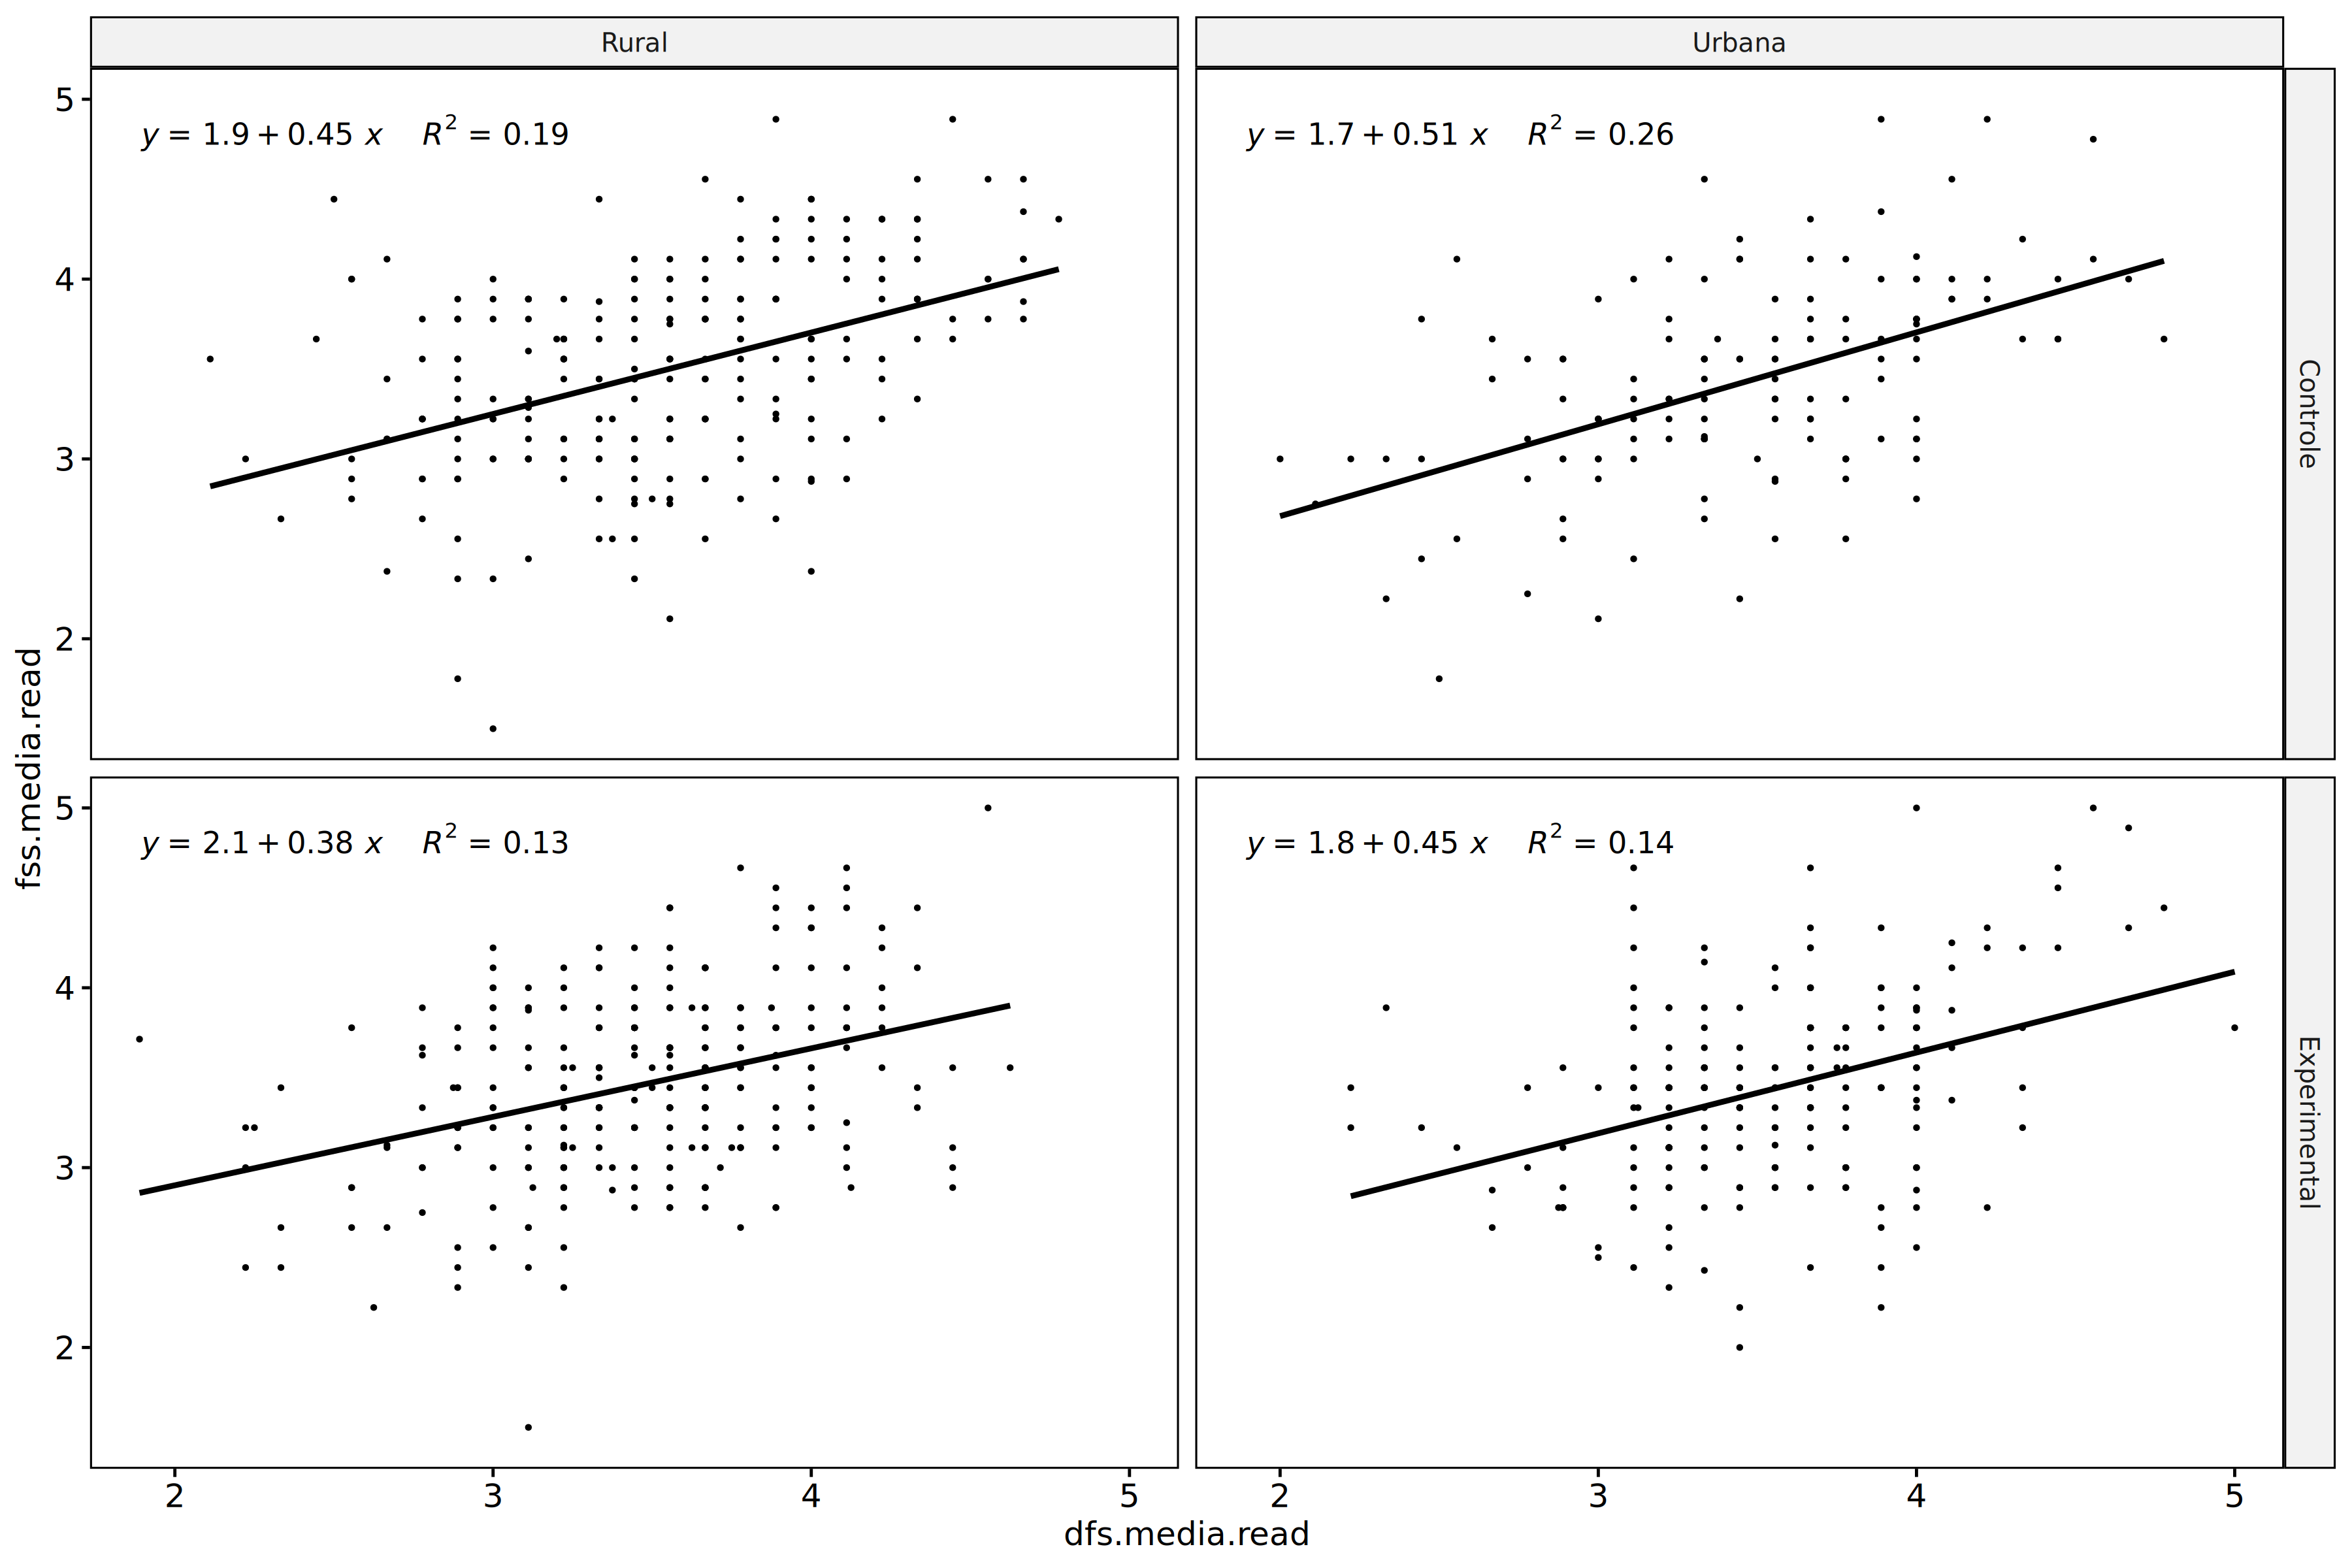 Rural
Urbana
5
4
3
2
y = 1.9 + 0.45 x R² = 0.19
y = 1.7 + 0.51 x R² = 0.26
Controle
fss.media.read
5
4
3
2
y = 2.1 + 0.38 x R² = 0.13
y = 1.8 + 0.45 x R² = 0.14
Experimental
2 3 4 5
2 3 4 5
dfs.media.read